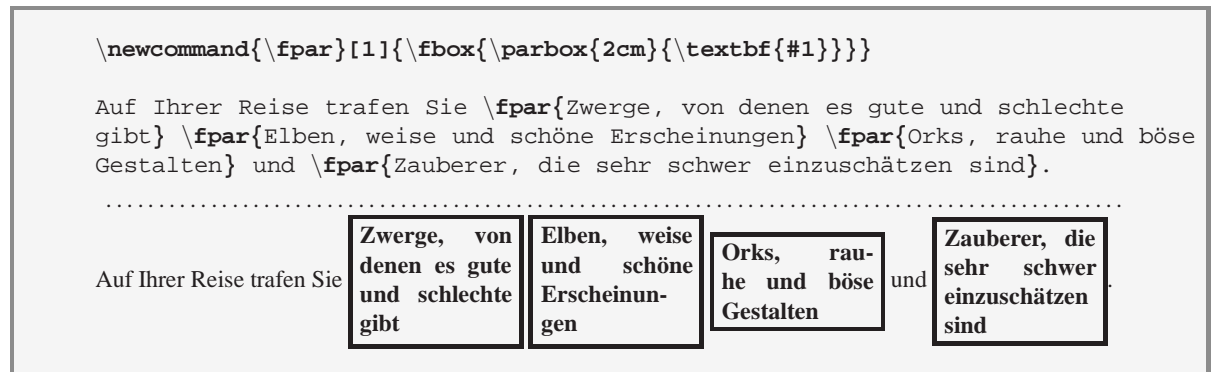 \newcommand{\fpar}[1]{\fbox{\parbox{2cm}{\textbf{#1}}}}
Auf Ihrer Reise trafen Sie \fpar{Zwerge, von denen es gute und schlechte
gibt} \fpar{Elben, weise und schöne Erscheinungen} \fpar{Orks, rauhe und böse
Gestalten} und \fpar{Zauberer, die sehr schwer einzuschätzen sind}.
Auf Ihrer Reise trafen Sie
Zwerge, von
denen es gute
und schlechte
gibt
Elben, weise
und schöne
Erscheinun-
gen
Orks, rau-
he und böse
Gestalten
und
Zauberer, die
sehr schwer
einzuschätzen
sind
.